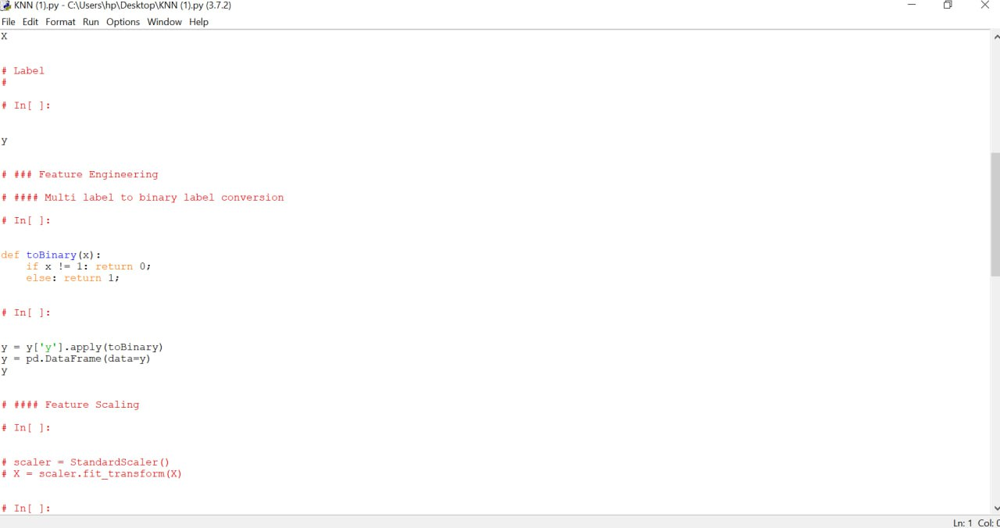 KNN (1).py - C:\Users\hp\Desktop\KNN (1).py (3.7.2)
File Edit Format Run Options Window Help
X
# Label
#
# In[ ]:
y
# ### Feature Engineering
# #### Multi label to binary label conversion
# In[ ]:
def toBinary(x):
    if x != 1: return 0;
    else: return 1;
# In[ ]:
y = y['y'].apply(toBinary)
y = pd.DataFrame(data=y)
y
# #### Feature Scaling
# In[ ]:
# scaler = StandardScaler()
# X = scaler.fit_transform(X)
# In[ ]:
Ln: 1 Col: 0